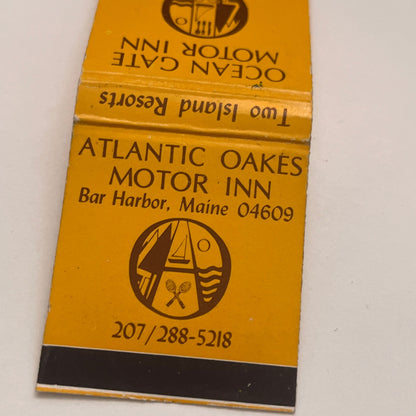 OCEAN GATE
MOTOR INN
Two Island Resorts
ATLANTIC OAKES
MOTOR INN
Bar Harbor, Maine 04609
207/288-5218